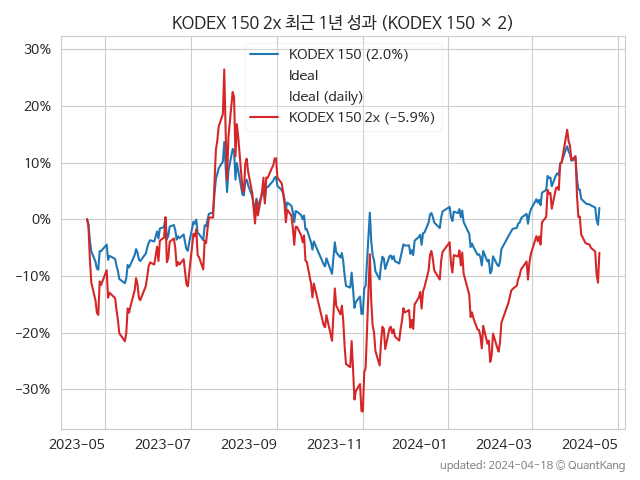 KODEX 150 2x 최근 1년 성과 (KODEX 150 × 2)
30%
20%
10%
0%
−10%
−20%
−30%
KODEX 150 (2.0%)
Ideal
Ideal (daily)
KODEX 150 2x (−5.9%)
2023-05 2023-07 2023-09 2023-11 2024-01 2024-03 2024-05
updated: 2024-04-18 © QuantKang